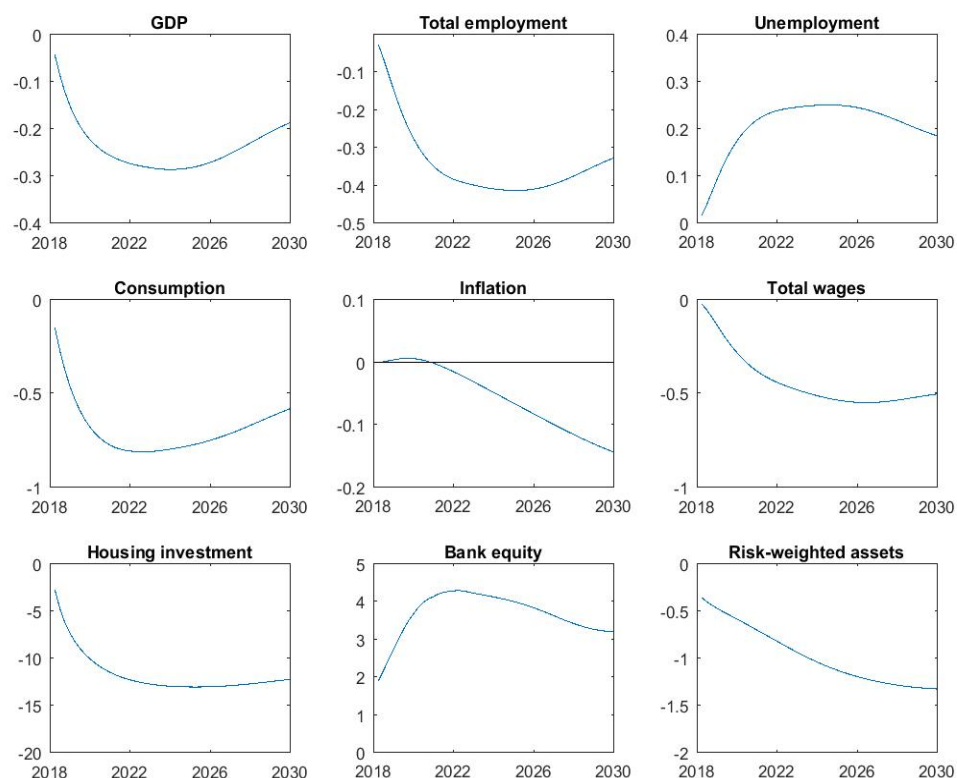 GDP
0
-0.1
-0.2
-0.3
-0.4
2018 2022 2026 2030
Total employment
-0.1
-0.2
-0.3
-0.4
-0.5
2018 2022 2026 2030
Unemployment
0.4
0.3
0.2
0.1
0
2018 2022 2026 2030
Consumption
0
-0.5
-1
2018 2022 2026 2030
Inflation
0.1
0
-0.1
-0.2
2018 2022 2026 2030
Total wages
0
-0.5
-1
2018 2022 2026 2030
Housing investment
0
-5
-10
-15
-20
2018 2022 2026 2030
Bank equity
5
4
3
2
1
0
2018 2022 2026 2030
Risk-weighted assets
0
-0.5
-1
-1.5
-2
2018 2022 2026 2030